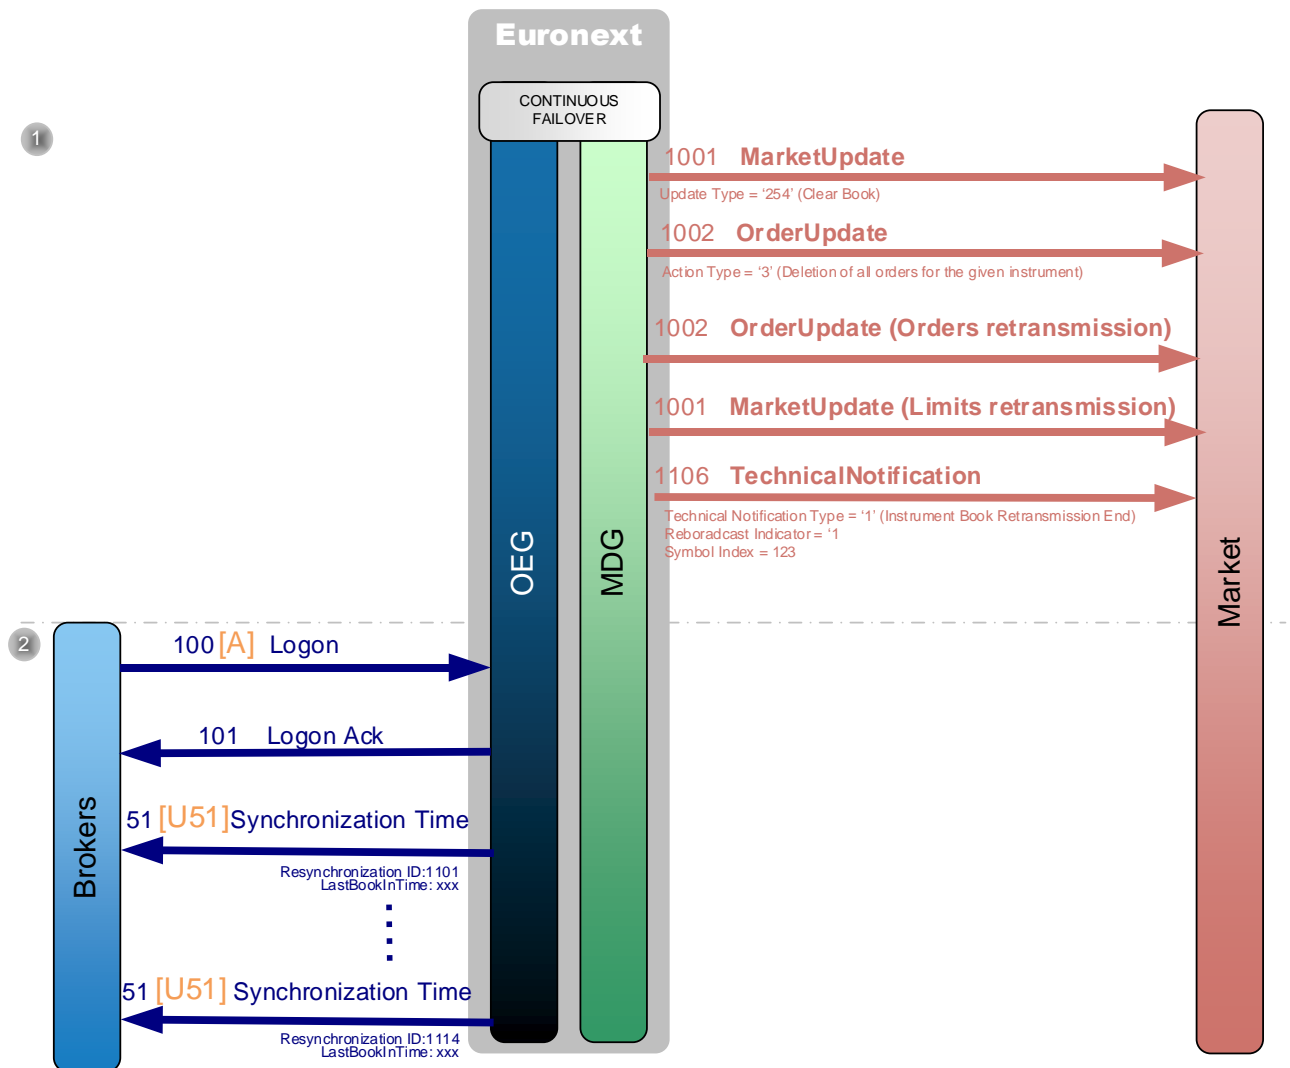 Euronext
CONTINUOUS
FAILOVER
1
1001 MarketUpdate
Update Type = ‘254’ (Clear Book)
1002 OrderUpdate
Action Type = ‘3’ (Deletion of all orders for the given instrument)
1002 OrderUpdate (Orders retransmission)
1001 MarketUpdate (Limits retransmission)
1106 TechnicalNotification
Technical Notification Type = ‘1’ (Instrument Book Retransmission End)
Reboradcast Indicator = ‘1
Symbol Index = 123
OEG
MDG
Market
2
100 [A] Logon
101 Logon Ack
51 [U51] Synchronization Time
Resynchronization ID:1101
LastBookInTime: xxx
Brokers
51 [U51] Synchronization Time
Resynchronization ID:1114
LastBookInTime: xxx